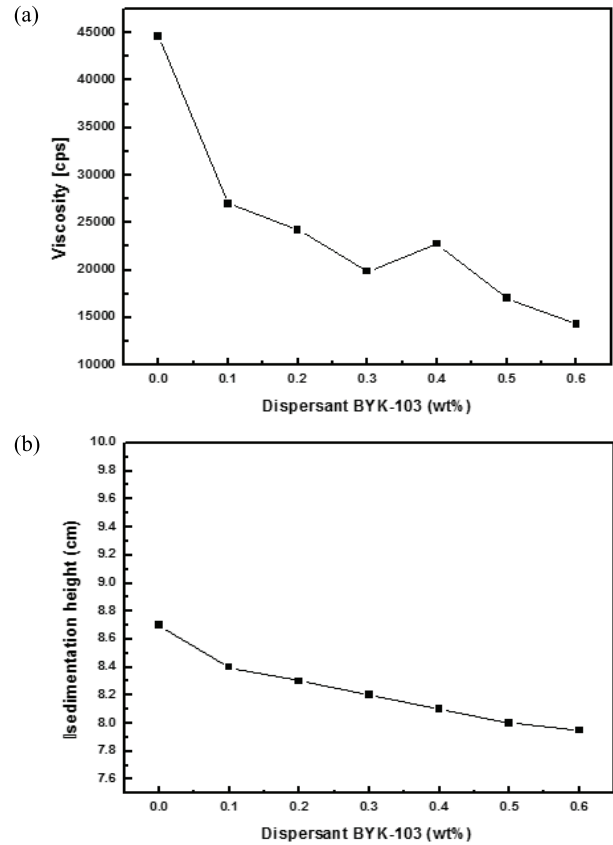 (a)
45000
40000
35000
30000
25000
20000
15000
10000
Viscosity [cps]
0.0 0.1 0.2 0.3 0.4 0.5 0.6
Dispersant BYK-103 (wt%)
(b)
10.0
9.8
9.6
9.4
9.2
9.0
8.8
8.6
8.4
8.2
8.0
7.8
7.6
sedimentation height (cm)
0.0 0.1 0.2 0.3 0.4 0.5 0.6
Dispersant BYK-103 (wt%)